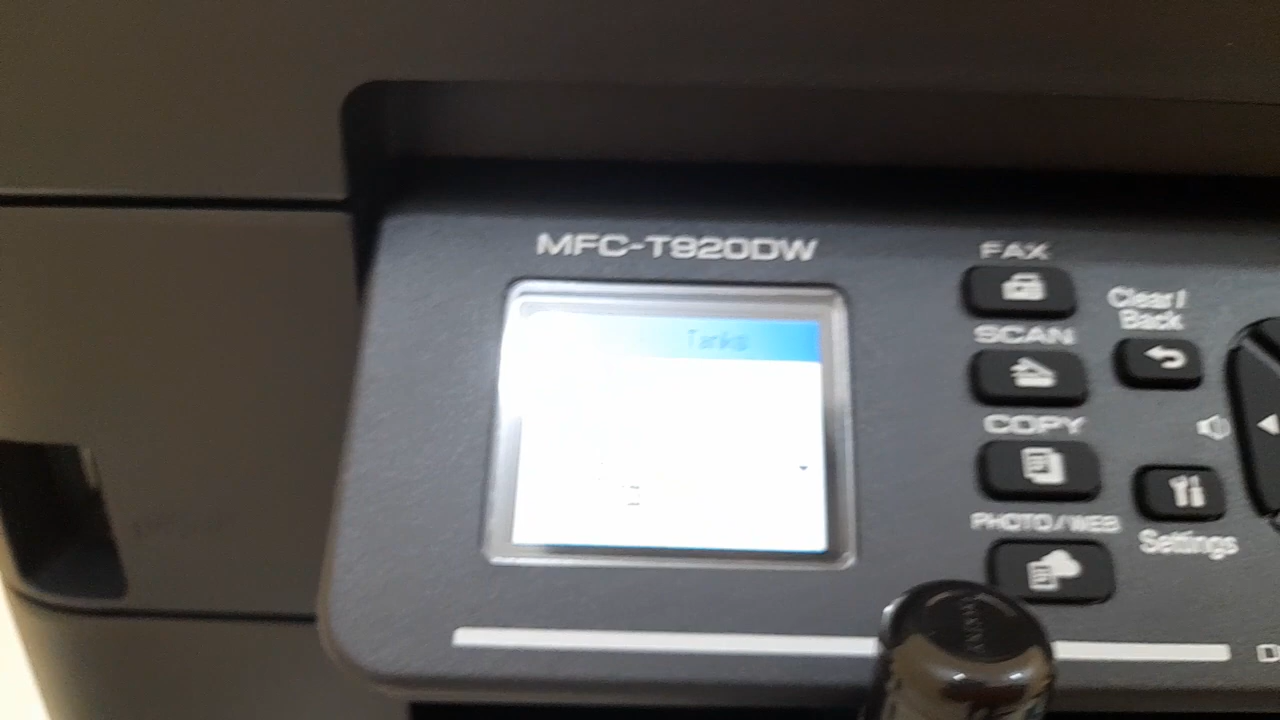 MFC-T920DW
FAX
Clear/
Back
SCAN
COPY
PHOTO/WEB
Settings